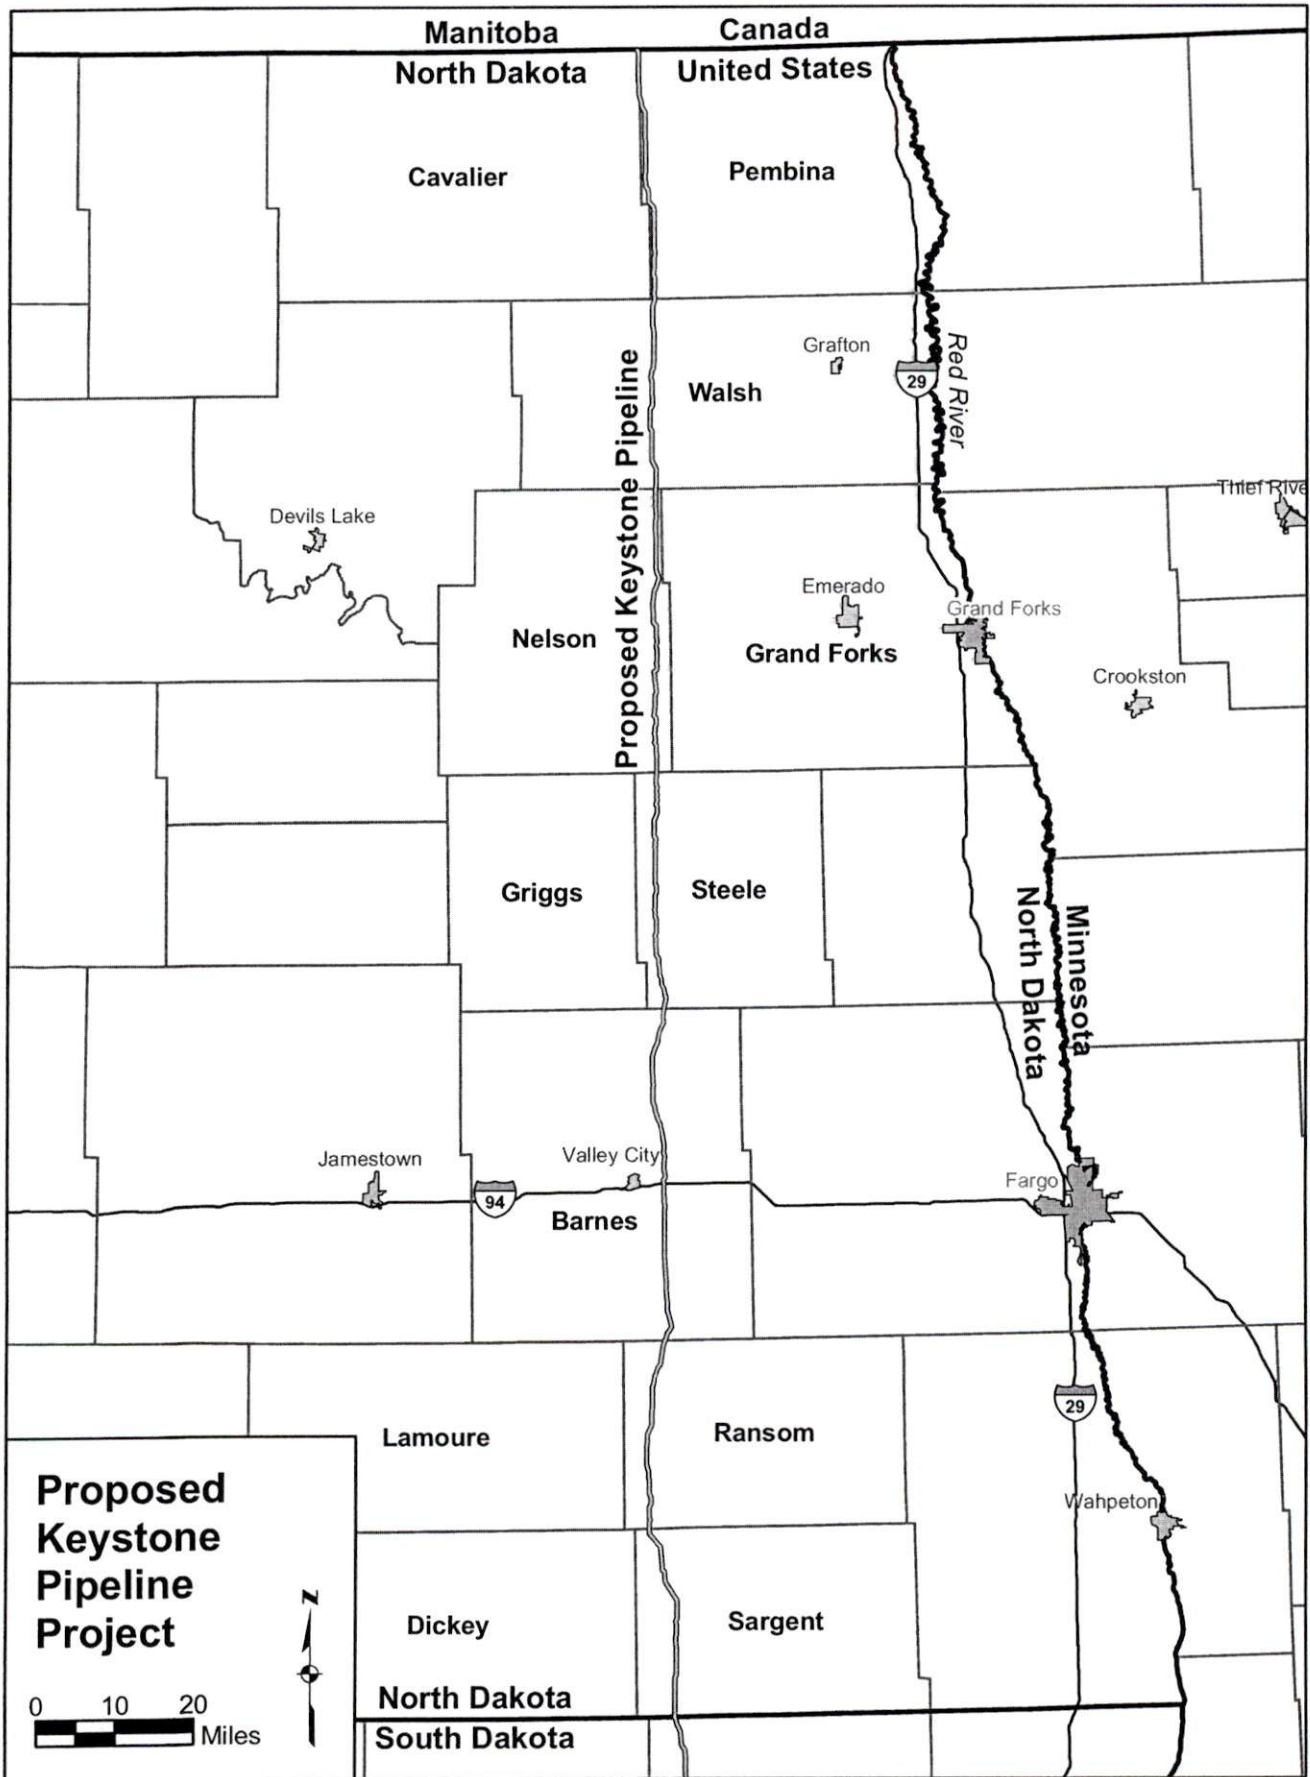 Manitoba
Canada
North Dakota
United States
Cavalier
Pembina
Grafton
Walsh
29
Red River
Proposed Keystone Pipeline
Devils Lake
Thief Rive
Emerado
Grand Forks
Nelson
Grand Forks
Crookston
Griggs
Steele
Minnesota
North Dakota
Jamestown
Valley City
94
Barnes
Fargo
29
Lamoure
Ransom
Wahpeton
Dickey
Sargent
North Dakota
South Dakota
Proposed
Keystone
Pipeline
Project
N
0 10 20
Miles